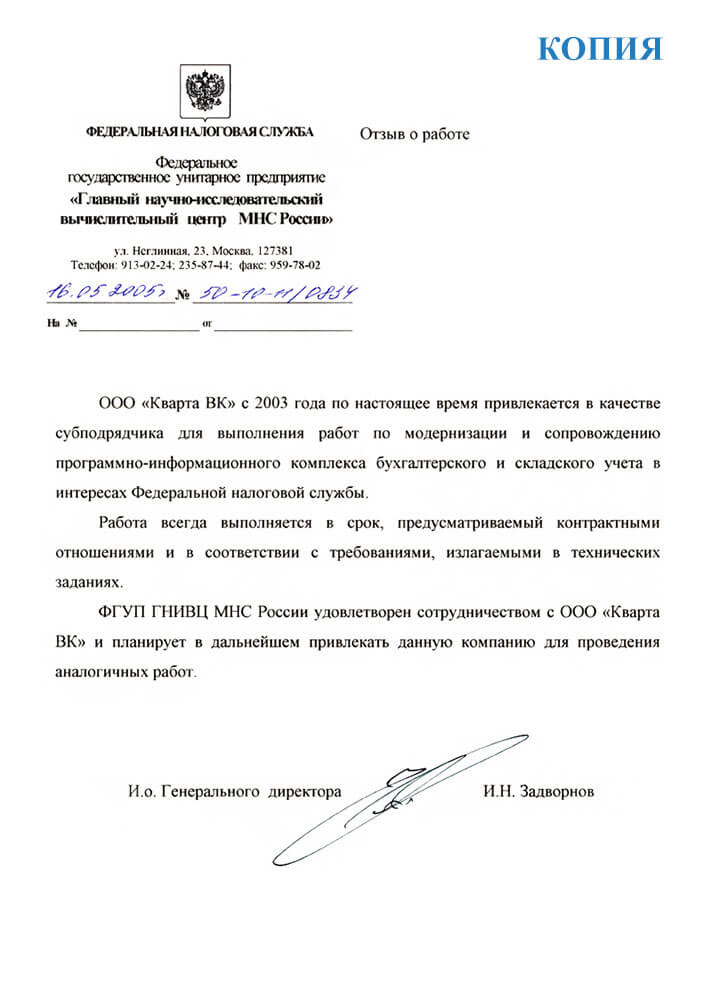 КОПИЯ
ФЕДЕРАЛЬНАЯ НАЛОГОВАЯ СЛУЖБА
Отзыв о работе
Федеральное
государственное унитарное предприятие
«Главный научно-исследовательский
вычислительный центр МНС России»
ул. Неглинная, 23, Москва, 127381
Телефон: 913-02-24; 235-87-44; факс: 959-78-02
16.05 2005г № 50-10-11/0834
На № от
ООО «Кварта ВК» с 2003 года по настоящее время привлекается в качестве
субподрядчика для выполнения работ по модернизации и сопровождению
программно-информационного комплекса бухгалтерского и складского учета в
интересах Федеральной налоговой службы.
Работа всегда выполняется в срок, предусматриваемый контрактными
отношениями и в соответствии с требованиями, излагаемыми в технических
заданиях.
ФГУП ГНИВЦ МНС России удовлетворен сотрудничеством с ООО «Кварта
ВК» и планирует в дальнейшем привлекать данную компанию для проведения
аналогичных работ.
И.о. Генерального директора И.Н. Задворнов